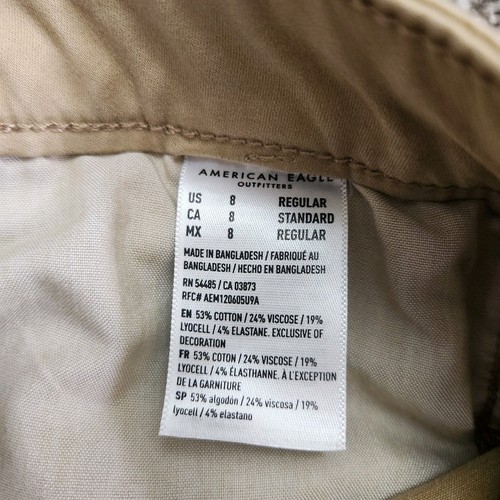 AMERICAN EAGLE
OUTFITTERS
US 8 REGULAR
CA 8 STANDARD
MX 8 REGULAR
MADE IN BANGLADESH / FABRIQUÉ AU
BANGLADESH / HECHO EN BANGLADESH
RN 54485 / CA 03873
RFC# AEM120605U9A
EN 53% COTTON / 24% VISCOSE / 19%
LYOCELL / 4% ELASTANE. EXCLUSIVE OF
DECORATION
FR 53% COTON / 24% VISCOSE / 19%
LYOCELL / 4% ÉLASTHANNE. À L'EXCEPTION
DE LA GARNITURE
SP 53% algodón / 24% viscosa / 19%
lyocell / 4% elastano